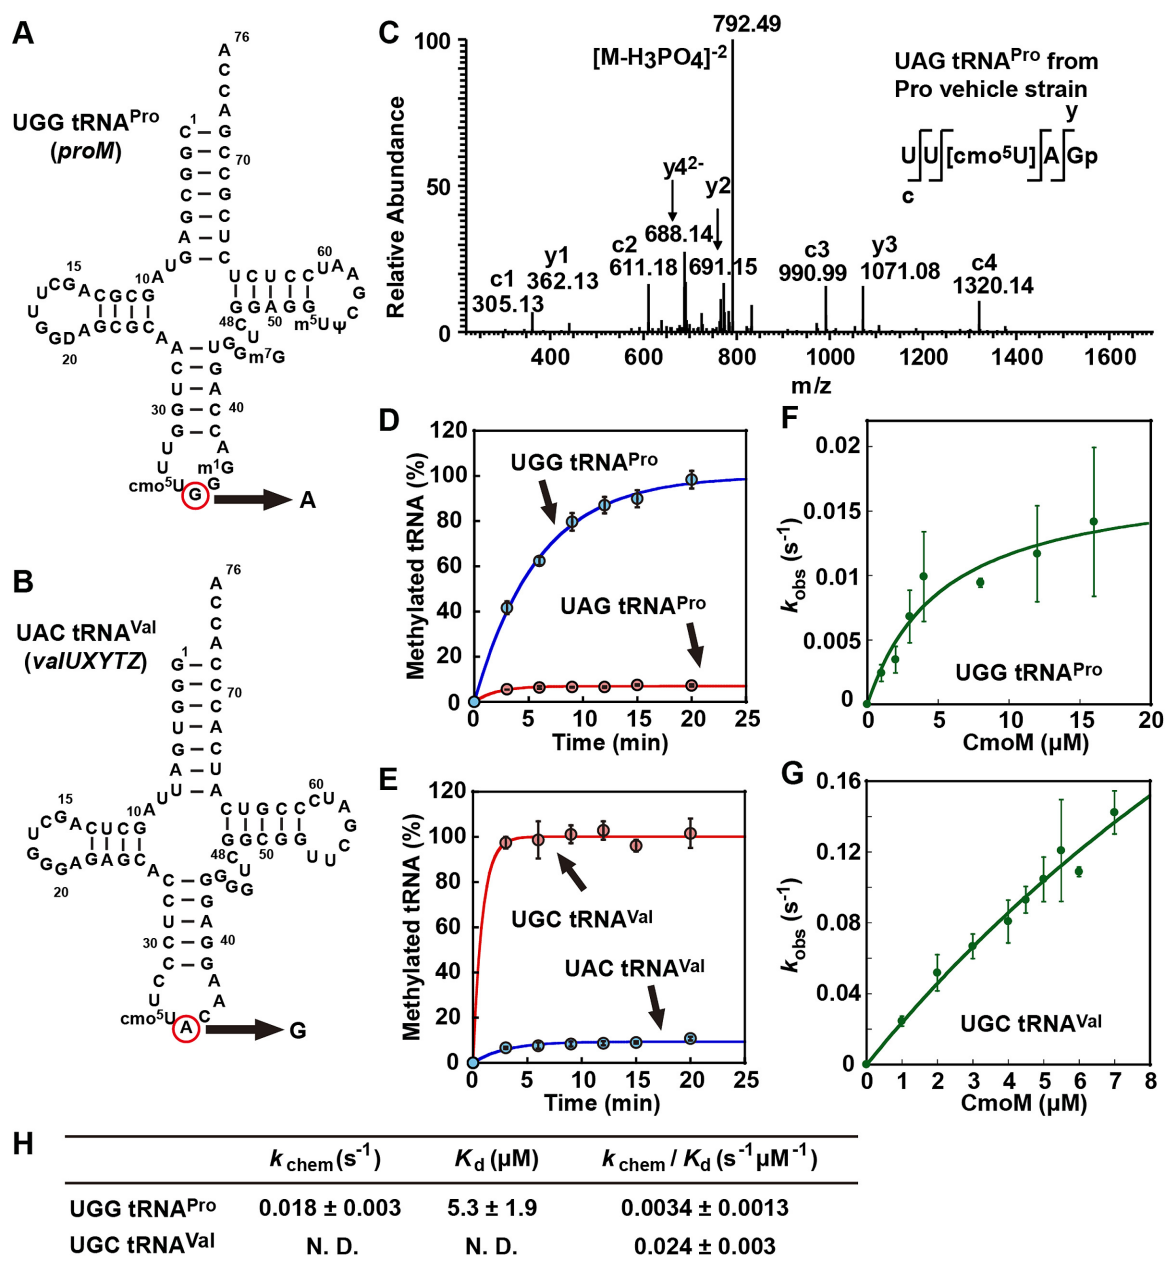 A
UGG tRNAPro
(proM)
76
A
C
C
A
G
1
C – C
G – C 70
G – C
C – G
G – C
A – U
G – C
10 A U
15
U C G A C G C G
U
G G D A G C G C
20
U C U C C U A A
60
G G A G G A G C
48 50 m5U Ψ
C U
G G m7G
A
A U
C – G
U – A
30 G – C 40
G – C
U A
U m1G
cmo5U G G
A
B
UAC tRNAVal
(valUXYTZ)
76
A
C
C
A
C
1
G – C
G – C 70
G – C
U – A
G – C
A – U
U – A
10 A U
15
C G A C U C G
U
G G G A G A G C
20
C U G C C C U A
60
G G C G G U U C G
48 50
C U
G G G
A
C – G
C – G
U – A
30 C – G 40
C – G
C A
U A
cmo5U A C
G
C
792.49
[M-H3PO4]-2
UAG tRNAPro from
Pro vehicle strain
y
U U [cmo5U] A Gp
c
100
50
0
Relative Abundance
y42-
688.14
y2
691.15
c2
611.18
y1
362.13
c1
305.13
c3
990.99
y3
1071.08
c4
1320.14
400 600 800 1000 1200 1400 1600
m/z
D
120
100
80
60
40
20
0
Methylated tRNA (%)
UGG tRNAPro
UAG tRNAPro
0 5 10 15 20 25
Time (min)
F
0.02
0.015
0.01
0.005
0
kobs (s-1)
UGG tRNAPro
0 5 10 15 20
CmoM (µM)
E
120
100
80
60
40
20
0
Methylated tRNA (%)
UGC tRNAVal
UAC tRNAVal
0 5 10 15 20 25
Time (min)
G
0.16
0.12
0.08
0.04
0
kobs (s-1)
UGC tRNAVal
0 1 2 3 4 5 6 7 8
CmoM (µM)
H
kchem (s-1) Kd (µM) kchem / Kd (s-1µM-1)
UGG tRNAPro 0.018 ± 0.003 5.3 ± 1.9 0.0034 ± 0.0013
UGC tRNAVal N. D. N. D. 0.024 ± 0.003